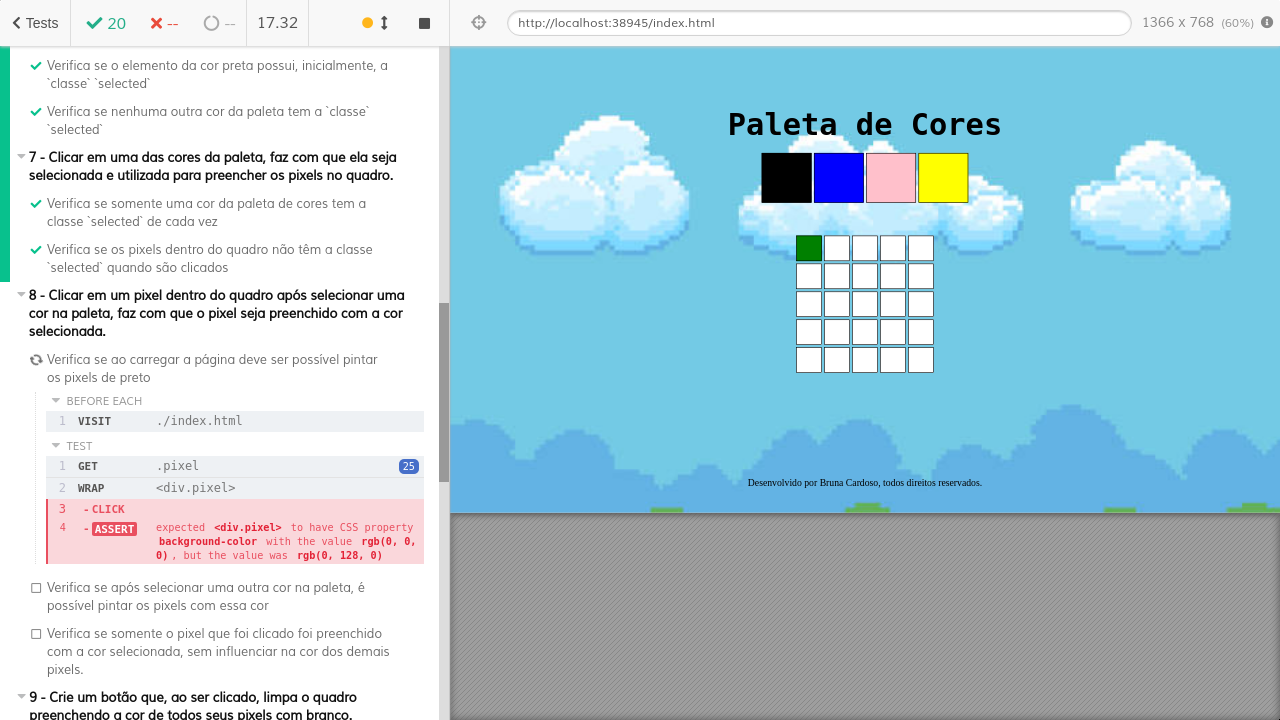 Tests
20
--
--
17.32
http://localhost:38945/index.html
1366 x 768 (60%)
Verifica se o elemento da cor preta possui, inicialmente, a
`classe` `selected`
Verifica se nenhuma outra cor da paleta tem a `classe`
`selected`
7 - Clicar em uma das cores da paleta, faz com que ela seja
selecionada e utilizada para preencher os pixels no quadro.
Verifica se somente uma cor da paleta de cores tem a
classe `selected` de cada vez
Verifica se os pixels dentro do quadro não têm a classe
`selected` quando são clicados
8 - Clicar em um pixel dentro do quadro após selecionar uma
cor na paleta, faz com que o pixel seja preenchido com a cor
selecionada.
Verifica se ao carregar a página deve ser possível pintar
os pixels de preto
BEFORE EACH
1 VISIT ./index.html
TEST
1 GET .pixel 25
2 WRAP <div.pixel>
3 - CLICK
4 - ASSERT expected <div.pixel> to have CSS property
background-color with the value rgb(0, 0,
0), but the value was rgb(0, 128, 0)
Verifica se após selecionar uma outra cor na paleta, é
possível pintar os pixels com essa cor
Verifica se somente o pixel que foi clicado foi preenchido
com a cor selecionada, sem influenciar na cor dos demais
pixels.
9 - Crie um botão que, ao ser clicado, limpa o quadro
preenchendo a cor de todos seus pixels com branco.
Paleta de Cores
Desenvolvido por Bruna Cardoso, todos direitos reservados.